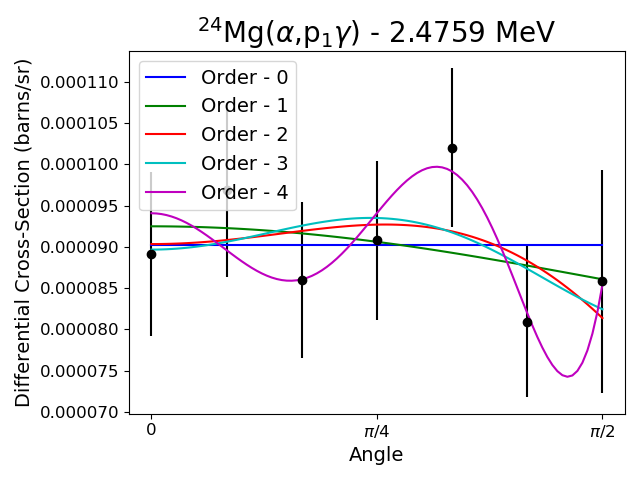 ²⁴Mg(α,p₁γ) - 2.4759 MeV
Differential Cross-Section (barns/sr)
0.000110
0.000105
0.000100
0.000095
0.000090
0.000085
0.000080
0.000075
0.000070
Order - 0
Order - 1
Order - 2
Order - 3
Order - 4
0 π/4 π/2
Angle